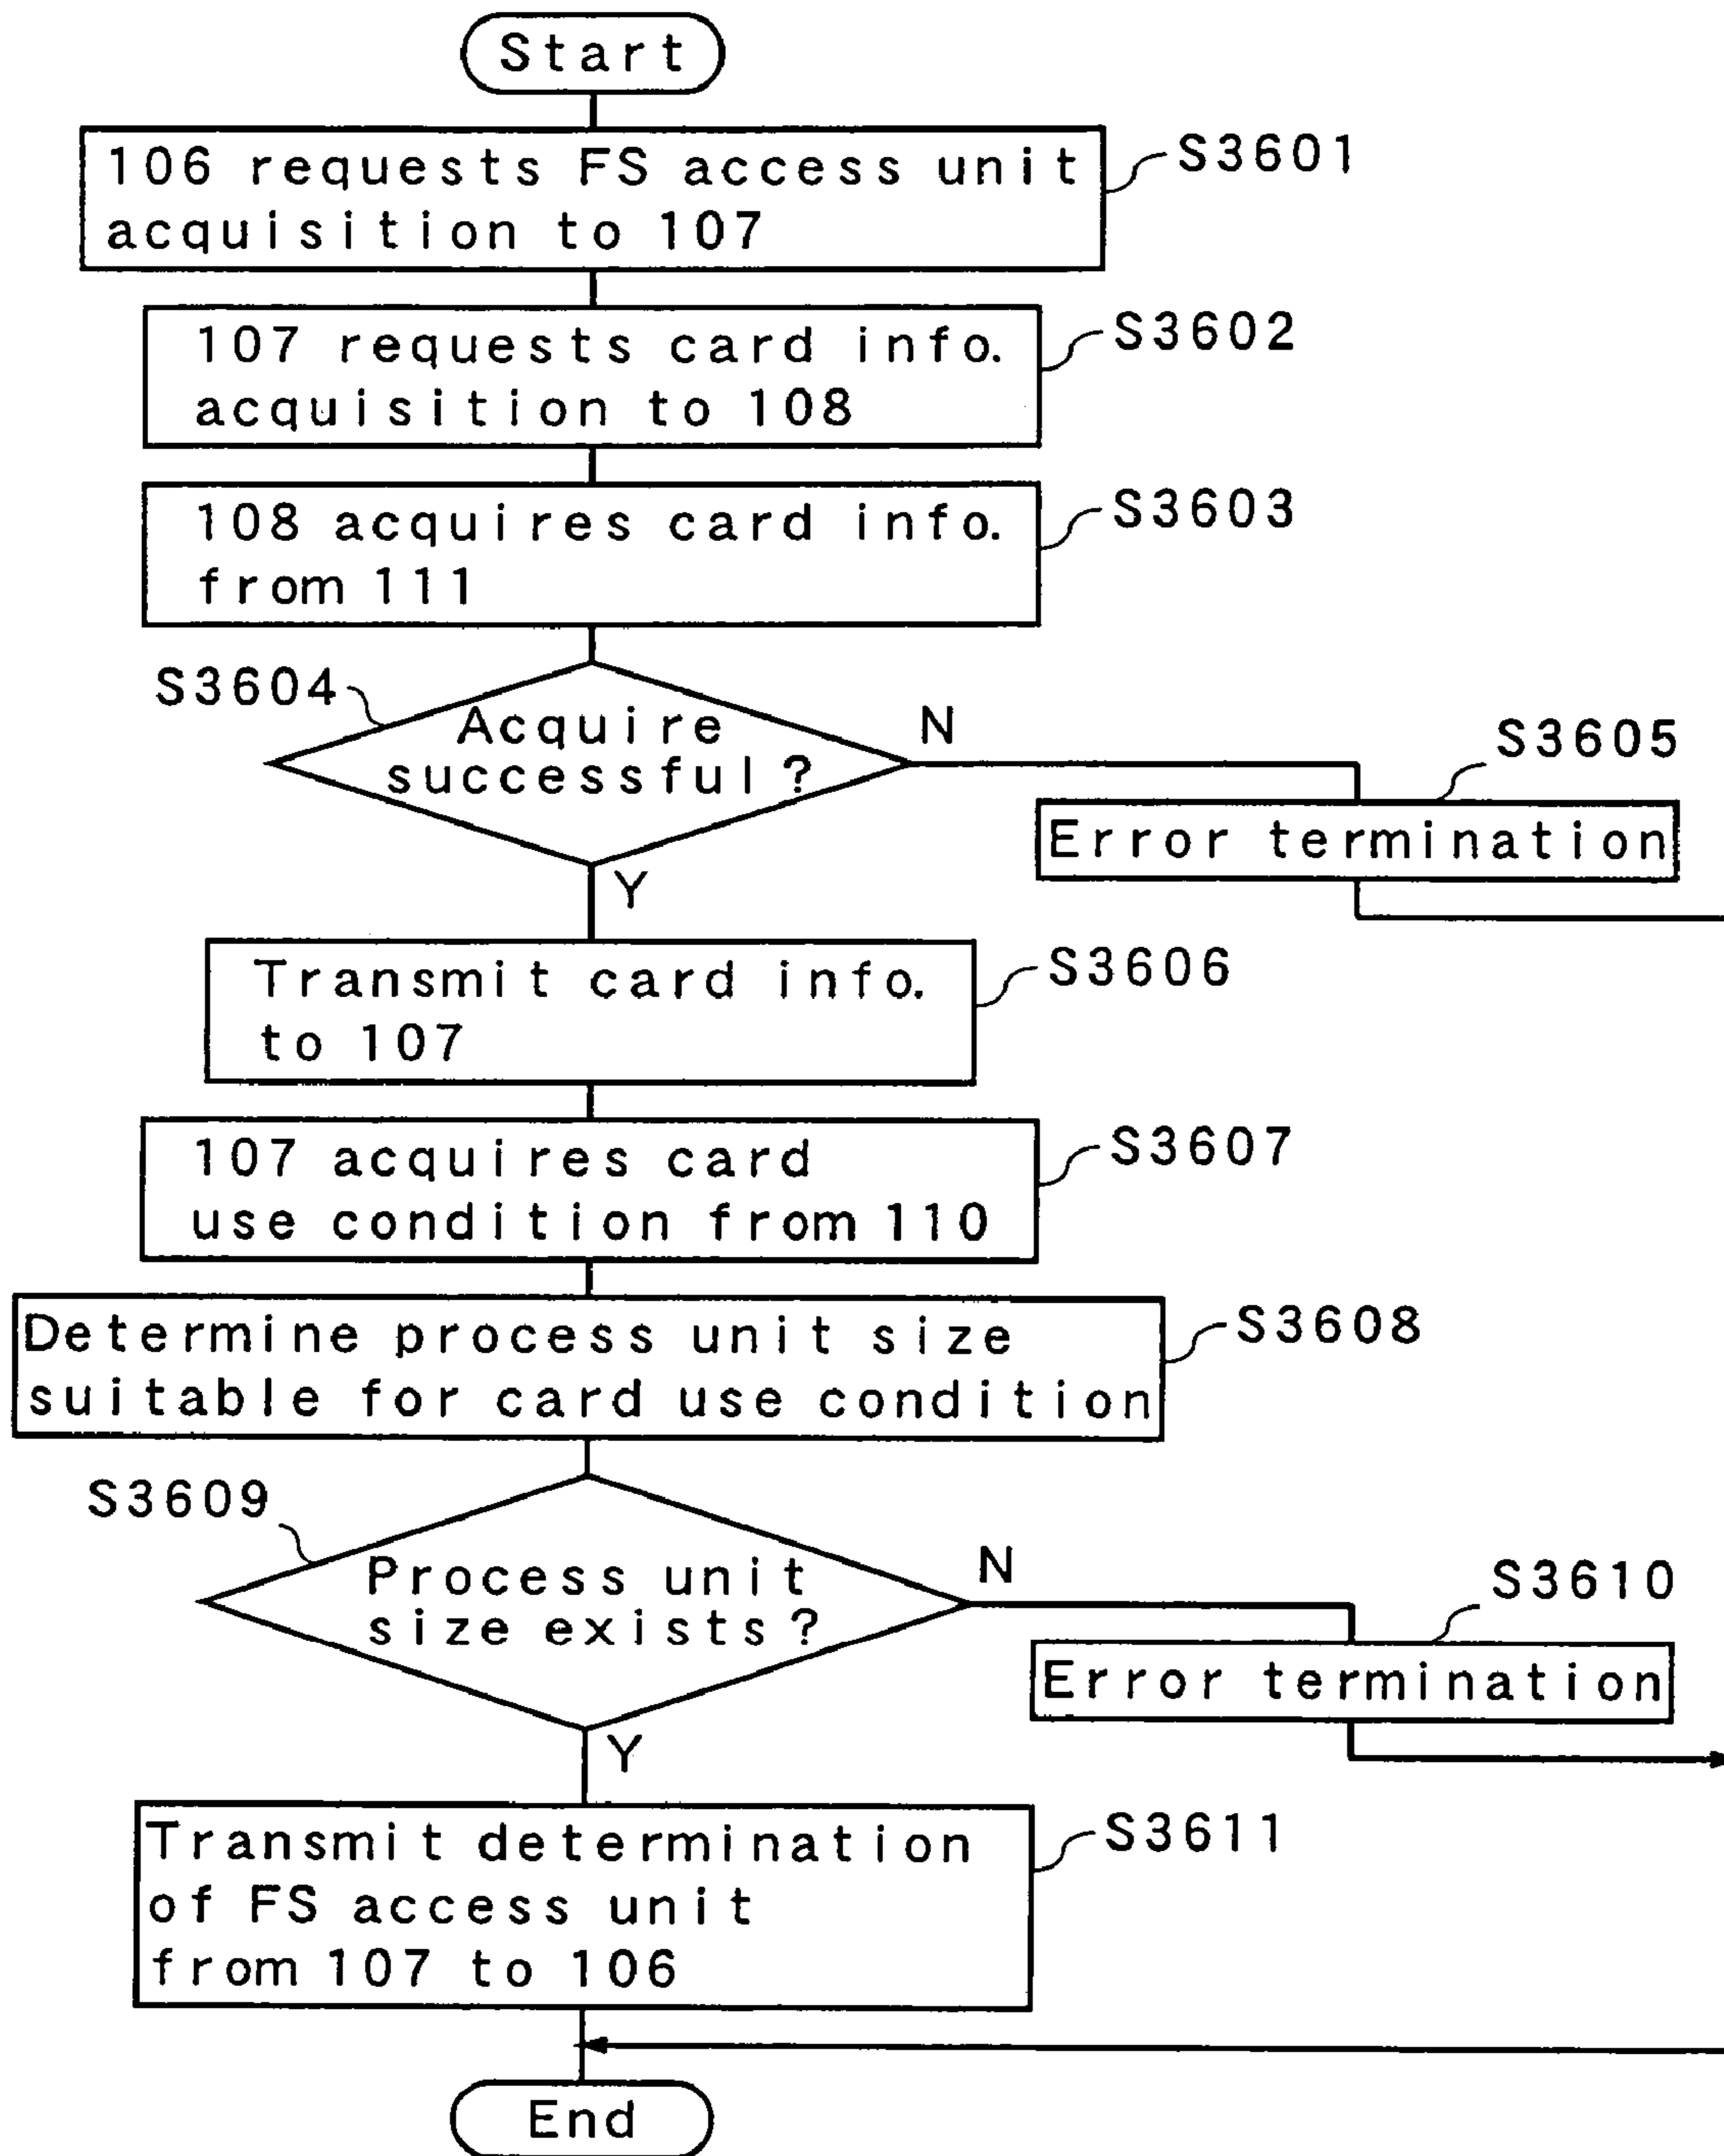 Start
106 requests FS access unit
acquisition to 107
S3601
107 requests card info.
acquisition to 108
S3602
108 acquires card info.
from 111
S3603
S3604
Acquire
successful?
N
Y
S3605
Error termination
Transmit card info.
to 107
S3606
107 acquires card
use condition from 110
S3607
Determine process unit size
suitable for card use condition
S3608
S3609
Process unit
size exists?
N
Y
S3610
Error termination
Transmit determination
of FS access unit
from 107 to 106
S3611
End